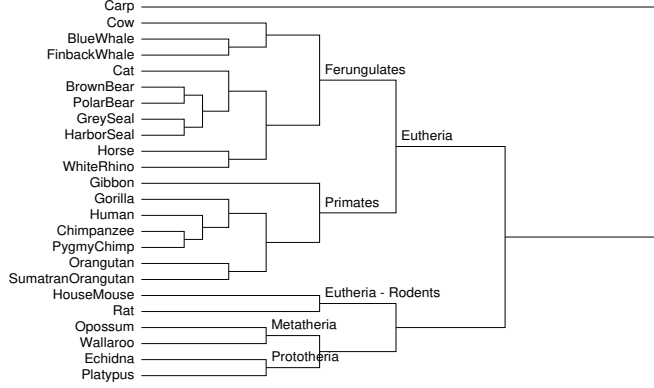 Carp
Cow
BlueWhale
FinbackWhale
Cat
Ferungulates
BrownBear
PolarBear
GreySeal
HarborSeal
Eutheria
Horse
WhiteRhino
Gibbon
Gorilla
Primates
Human
Chimpanzee
PygmyChimp
Orangutan
SumatranOrangutan
HouseMouse
Eutheria - Rodents
Rat
Opossum
Metatheria
Wallaroo
Echidna
Prototheria
Platypus